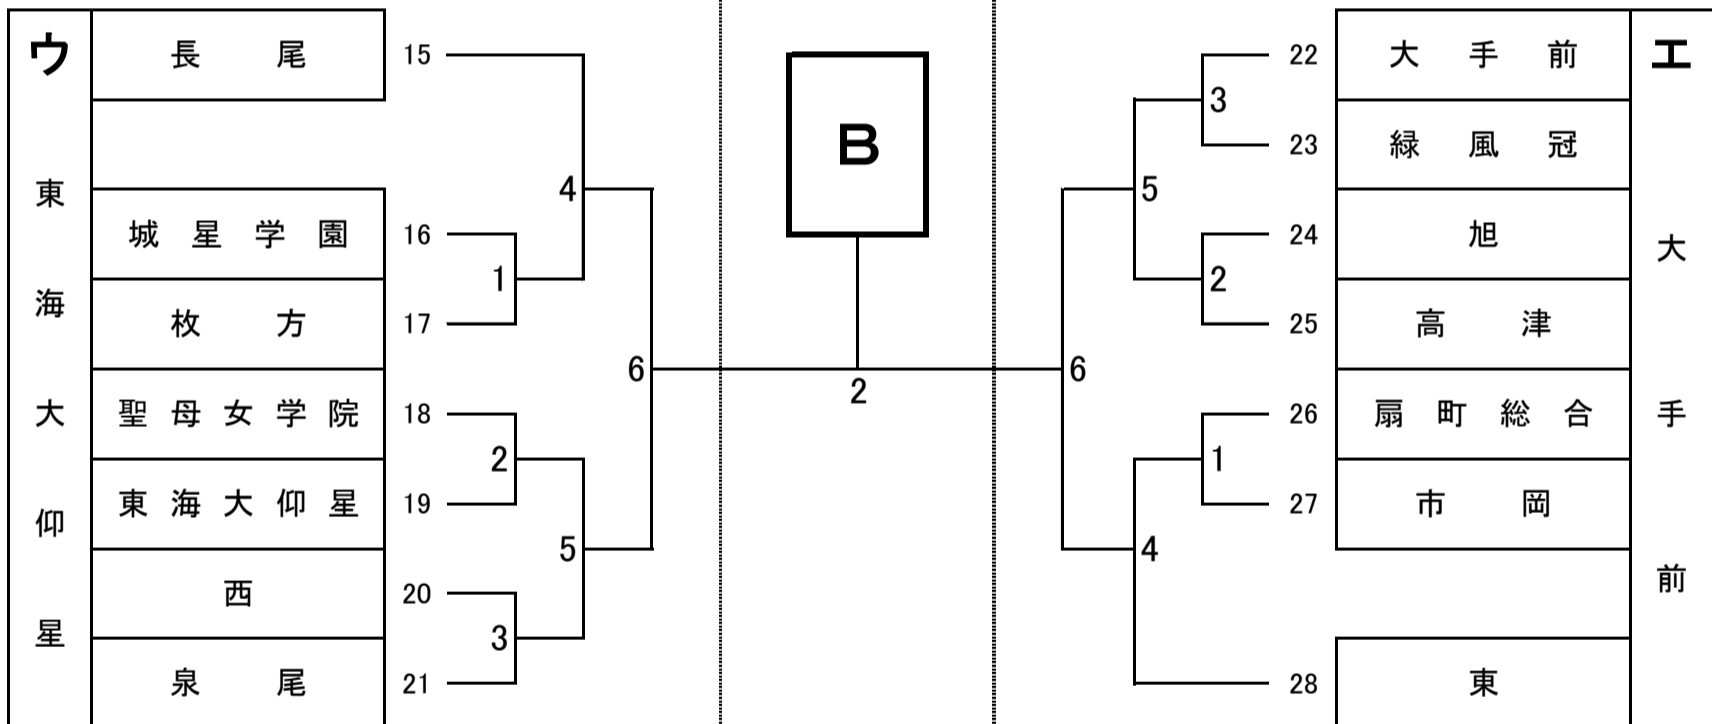 ウ
東海大仰星
長尾 15
城星学園 16
枚方 17
聖母女学院 18
東海大仰星 19
西 20
泉尾 21
1
2
3
4
5
6
B
2
エ
大手前
22 大手前
23 緑風冠
24 旭
25 高津
26 扇町総合
27 市岡
28 東
3
2
1
5
4
6